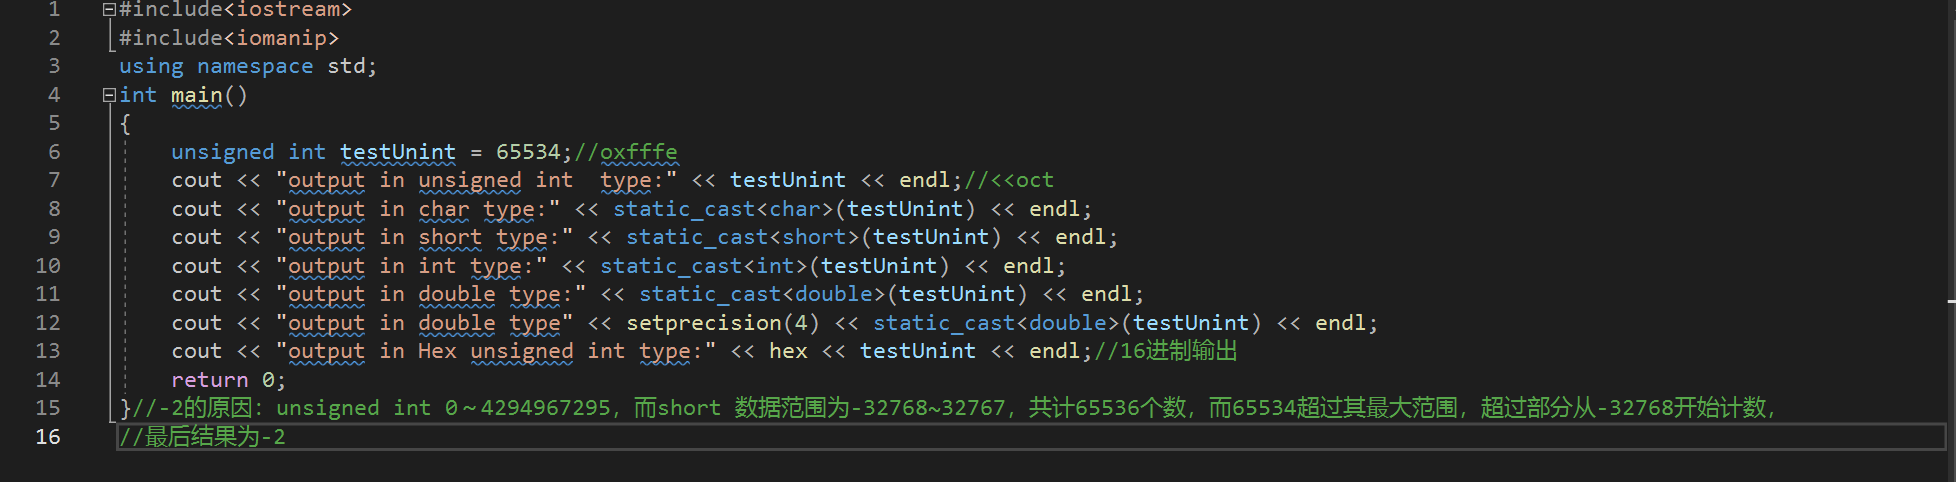 1 #include<iostream>
2 #include<iomanip>
3 using namespace std;
4 int main()
5 {
6 unsigned int testUnint = 65534;//oxfffe
7 cout << "output in unsigned int  type:" << testUnint << endl;//<<oct
8 cout << "output in char type:" << static_cast<char>(testUnint) << endl;
9 cout << "output in short type:" << static_cast<short>(testUnint) << endl;
10 cout << "output in int type:" << static_cast<int>(testUnint) << endl;
11 cout << "output in double type:" << static_cast<double>(testUnint) << endl;
12 cout << "output in double type" << setprecision(4) << static_cast<double>(testUnint) << endl;
13 cout << "output in Hex unsigned int type:" << hex << testUnint << endl;//16进制输出
14 return 0;
15 }//-2的原因：unsigned int 0～4294967295，而short 数据范围为-32768~32767，共计65536个数，而65534超过其最大范围，超过部分从-32768开始计数，
16 //最后结果为-2